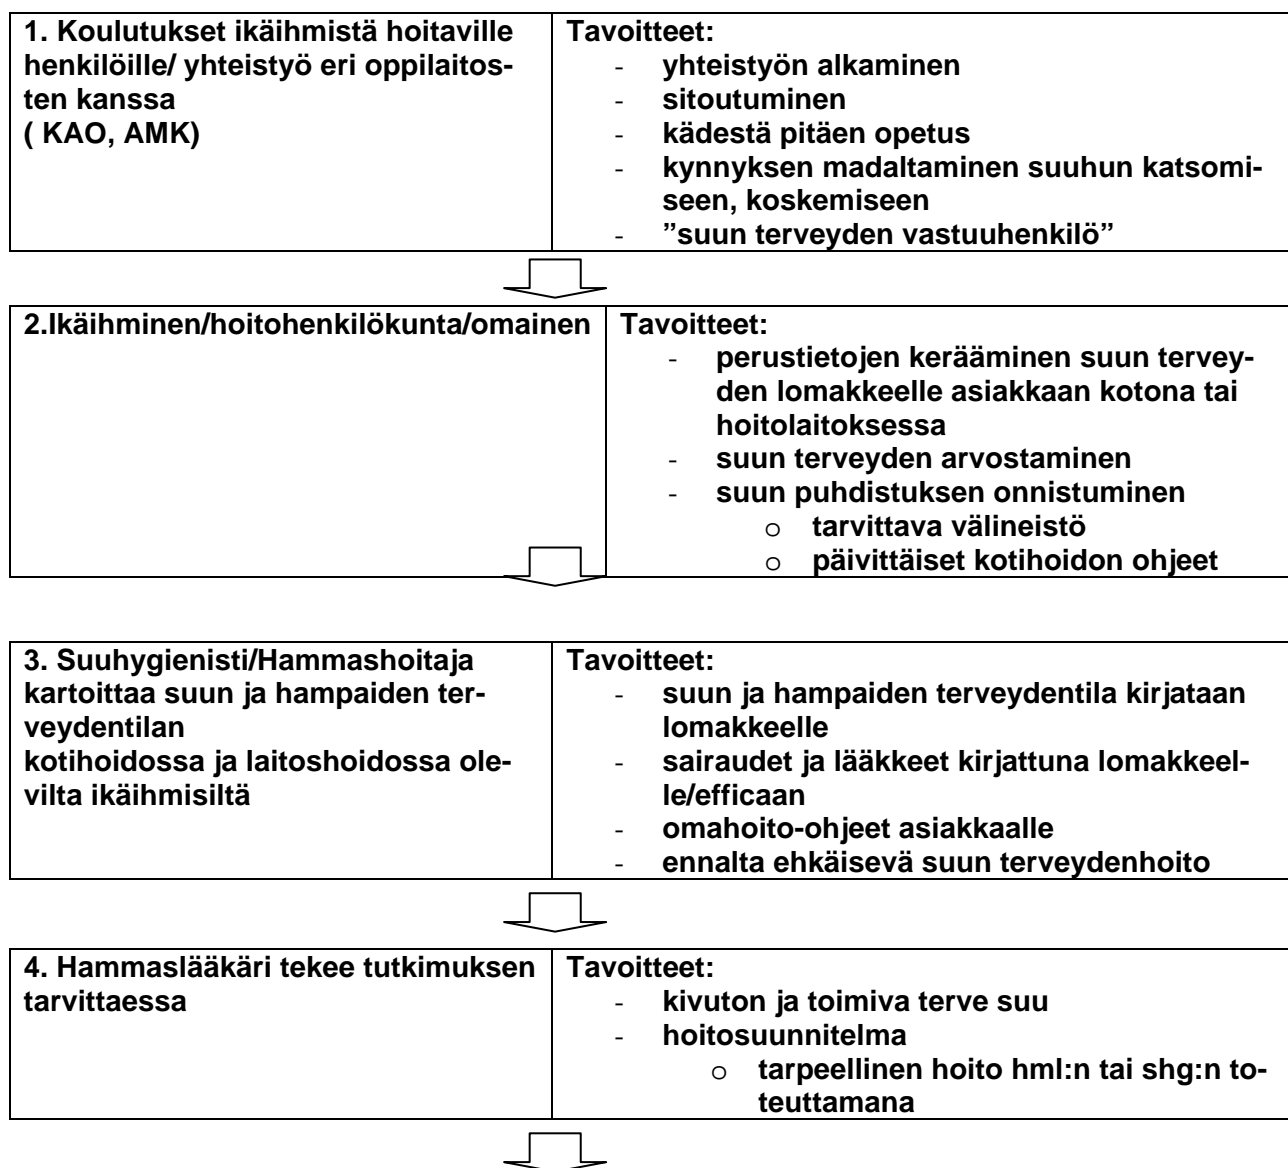 1. Koulutukset ikäihmistä hoitaville
henkilöille/ yhteistyö eri oppilaitos-
ten kanssa
( KAO, AMK)
Tavoitteet:
- yhteistyön alkaminen
- sitoutuminen
- kädestä pitäen opetus
- kynnyksen madaltaminen suuhun katsomi-
seen, koskemiseen
- ”suun terveyden vastuuhenkilö”
2.Ikäihminen/hoitohenkilökunta/omainen
Tavoitteet:
- perustietojen kerääminen suun tervey-
den lomakkeelle asiakkaan kotona tai
hoitolaitoksessa
- suun terveyden arvostaminen
- suun puhdistuksen onnistuminen
o tarvittava välineistö
o päivittäiset kotihoidon ohjeet
3. Suuhygienisti/Hammashoitaja
kartoittaa suun ja hampaiden ter-
veydentilan
kotihoidossa ja laitoshoidossa ole-
vilta ikäihmisiltä
Tavoitteet:
- suun ja hampaiden terveydentila kirjataan
lomakkeelle
- sairaudet ja lääkkeet kirjattuna lomakkeel-
le/efficaan
- omahoito-ohjeet asiakkaalle
- ennalta ehkäisevä suun terveydenhoito
4. Hammaslääkäri tekee tutkimuksen
tarvittaessa
Tavoitteet:
- kivuton ja toimiva terve suu
- hoitosuunnitelma
o tarpeellinen hoito hml:n tai shg:n to-
teuttamana